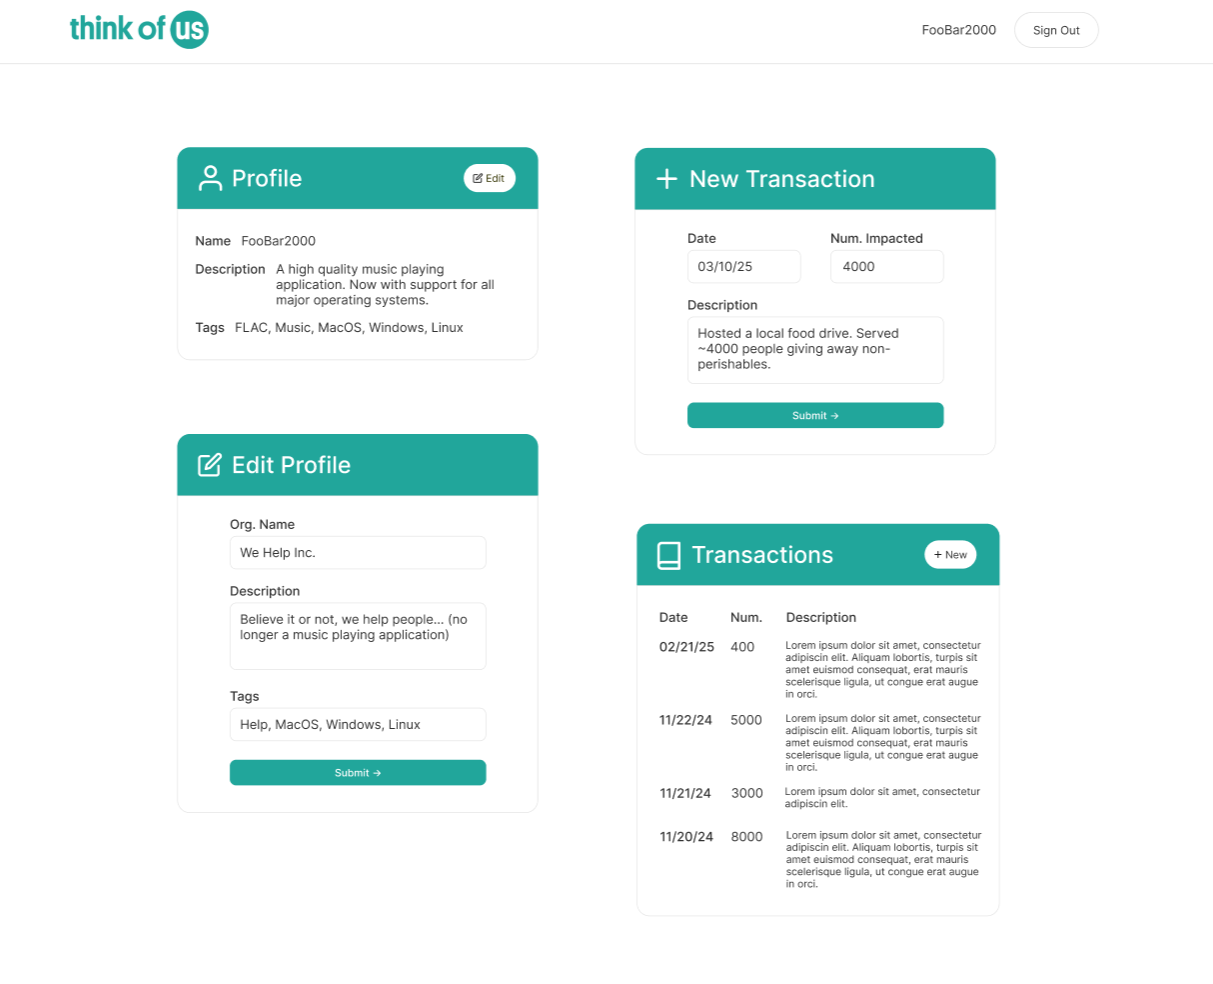 think of us
FooBar2000
Sign Out
Profile
Edit
Name FooBar2000
Description A high quality music playing
application. Now with support for all
major operating systems.
Tags FLAC, Music, MacOS, Windows, Linux
New Transaction
Date Num. Impacted
03/10/25 4000
Description
Hosted a local food drive. Served
~4000 people giving away non-
perishables.
Submit →
Edit Profile
Org. Name
We Help Inc.
Description
Believe it or not, we help people... (no
longer a music playing application)
Tags
Help, MacOS, Windows, Linux
Submit →
Transactions
+ New
Date Num. Description
02/21/25 400 Lorem ipsum dolor sit amet, consectetur
adipiscin elit. Aliquam lobortis, turpis sit
amet euismod consequat, erat mauris
scelerisque ligula, ut congue erat augue
in orci.
11/22/24 5000 Lorem ipsum dolor sit amet, consectetur
adipiscin elit. Aliquam lobortis, turpis sit
amet euismod consequat, erat mauris
scelerisque ligula, ut congue erat augue
in orci.
11/21/24 3000 Lorem ipsum dolor sit amet, consectetur
adipiscin elit.
11/20/24 8000 Lorem ipsum dolor sit amet, consectetur
adipiscin elit. Aliquam lobortis, turpis sit
amet euismod consequat, erat mauris
scelerisque ligula, ut congue erat augue
in orci.